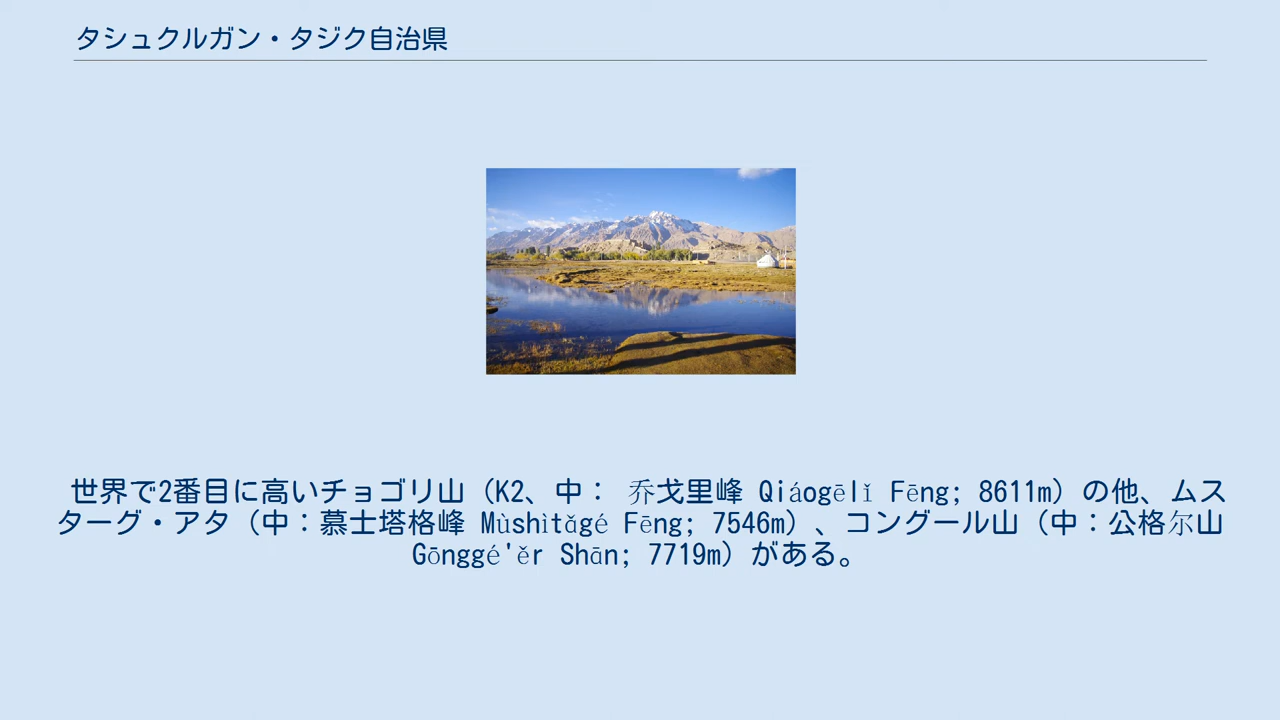 タシュクルガン・タジク自治県
世界で2番目に高いチョゴリ山（K2、中： 乔戈里峰 Qiáogēlǐ Fēng; 8611m）の他、ムス
ターグ・アタ（中：慕士塔格峰 Mùshìtǎgé Fēng; 7546m）、コングール山（中：公格尔山
Gōnggé'ěr Shān; 7719m）がある。